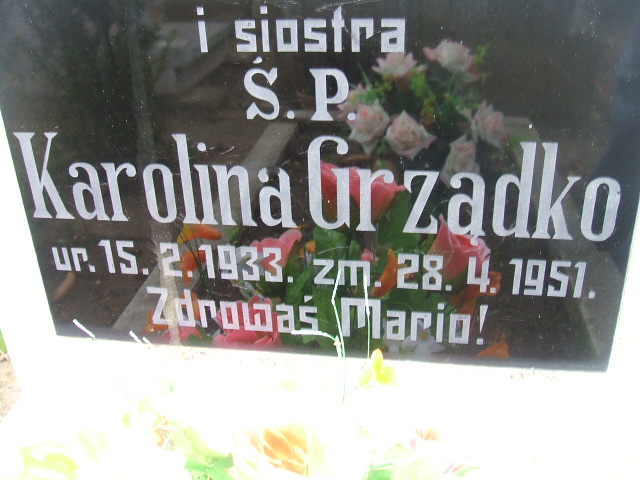 i siostra
Ś. P.
Karolina Grządko
ur. 15. 2. 1933. zm. 28. 4. 1951.
Zdrowaś Mario!